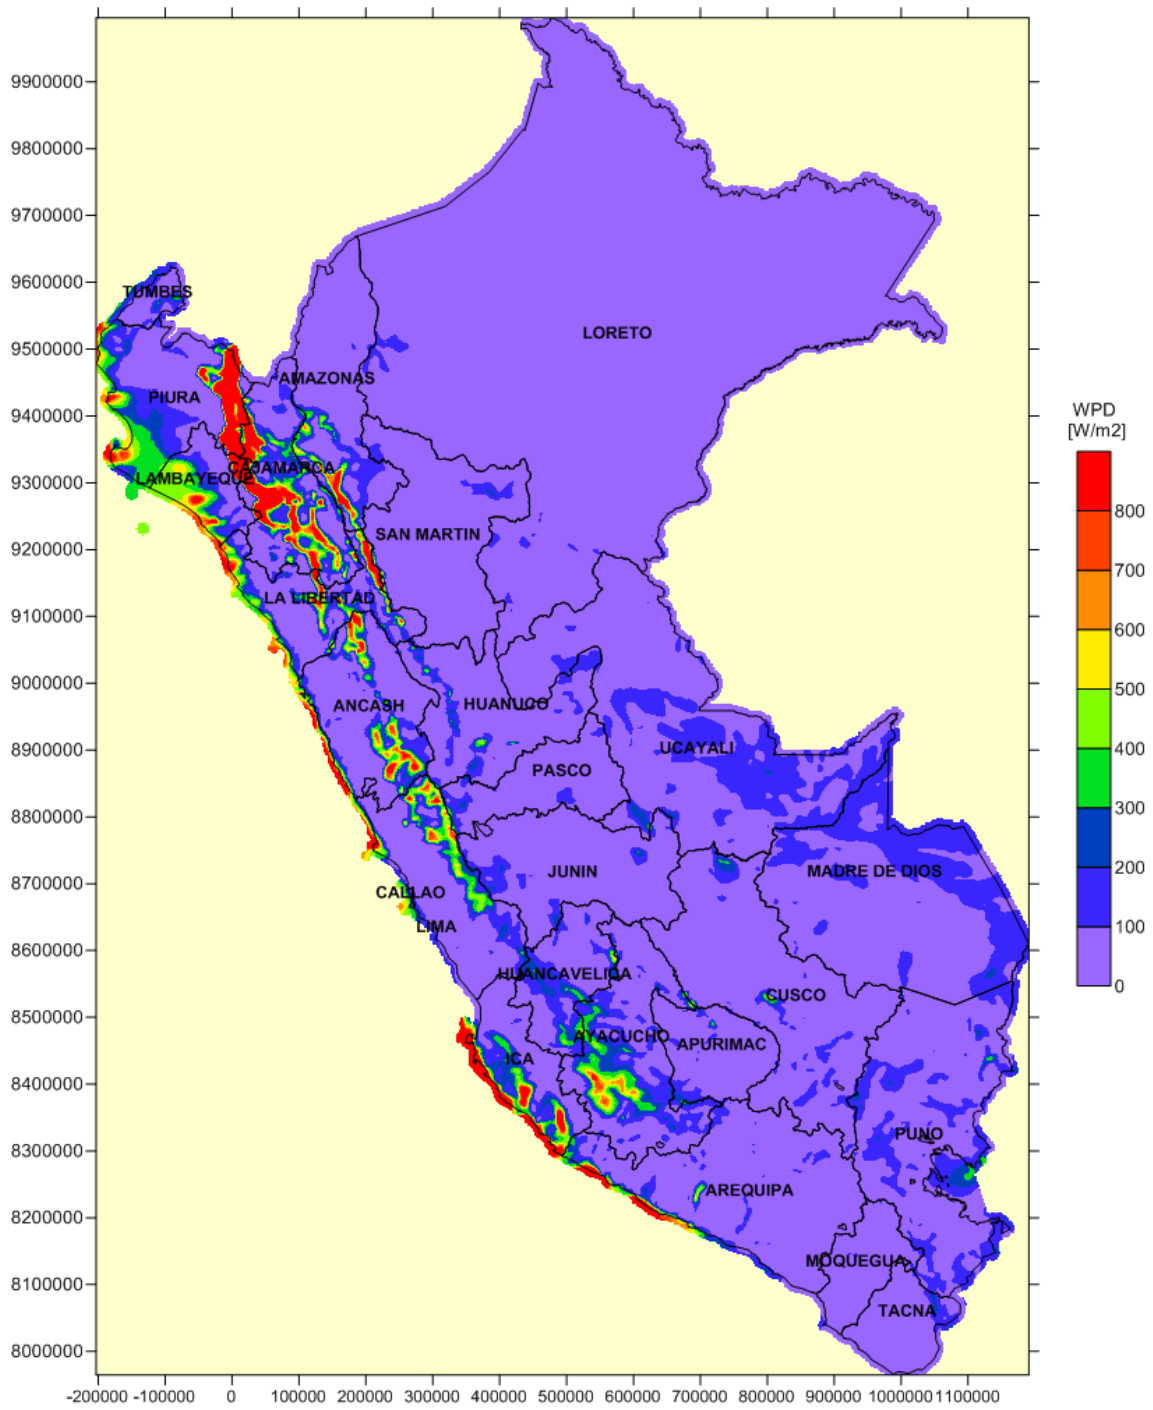 9900000
9800000
9700000
9600000
9500000
9400000
9300000
9200000
9100000
9000000
8900000
8800000
8700000
8600000
8500000
8400000
8300000
8200000
8100000
8000000
TUMBES
LORETO
AMAZONAS
PIURA
CAJAMARCA
LAMBAYEQUE
SAN MARTIN
LA LIBERTAD
ANCASH
HUANUCO
UCAYALI
PASCO
JUNIN
MADRE DE DIOS
CALLAO
LIMA
HUANCAVELICA
CUSCO
AYACUCHO
APURIMAC
ICA
PUNO
AREQUIPA
MOQUEGUA
TACNA
WPD
[W/m2]
800
700
600
500
400
300
200
100
0
-200000 -100000 0 100000 200000 300000 400000 500000 600000 700000 800000 900000 1000000 1100000